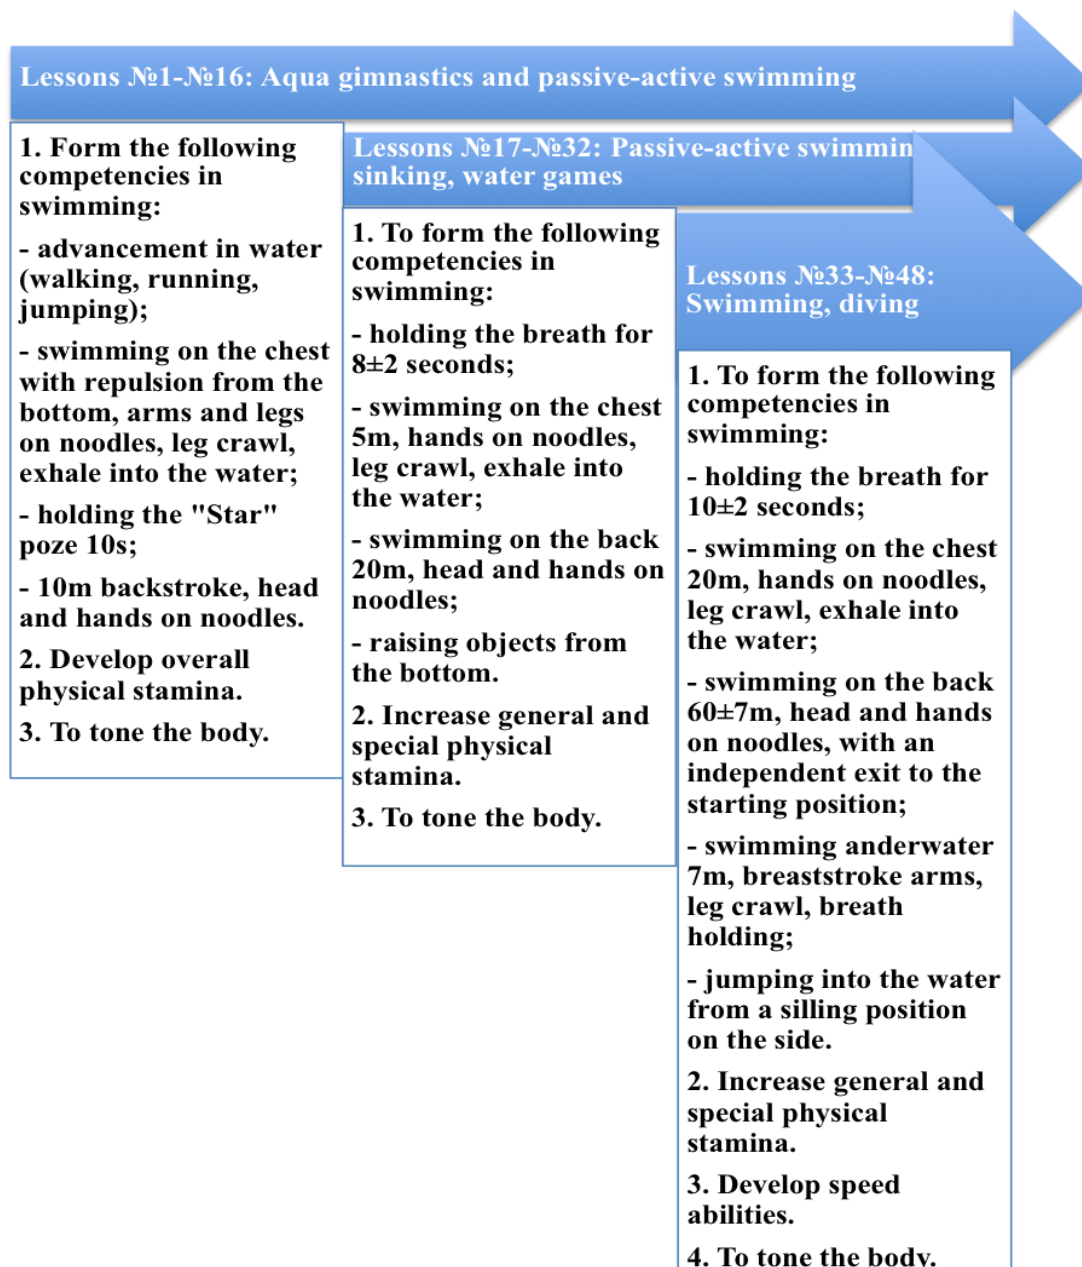 Lessons №1-№16: Aqua gimnastics and passive-active swimming
1. Form the following
competencies in
swimming:
- advancement in water
(walking, running,
jumping);
- swimming on the chest
with repulsion from the
bottom, arms and legs
on noodles, leg crawl,
exhale into the water;
- holding the "Star"
poze 10s;
- 10m backstroke, head
and hands on noodles.
2. Develop overall
physical stamina.
3. To tone the body.
Lessons №17-№32: Passive-active swimmin
sinking, water games
1. To form the following
competencies in
swimming:
- holding the breath for
8±2 seconds;
- swimming on the chest
5m, hands on noodles,
leg crawl, exhale into
the water;
- swimming on the back
20m, head and hands on
noodles;
- raising objects from
the bottom.
2. Increase general and
special physical
stamina.
3. To tone the body.
Lessons №33-№48:
Swimming, diving
1. To form the following
competencies in
swimming:
- holding the breath for
10±2 seconds;
- swimming on the chest
20m, hands on noodles,
leg crawl, exhale into
the water;
- swimming on the back
60±7m, head and hands
on noodles, with an
independent exit to the
starting position;
- swimming anderwater
7m, breaststroke arms,
leg crawl, breath
holding;
- jumping into the water
from a silling position
on the side.
2. Increase general and
special physical
stamina.
3. Develop speed
abilities.
4. To tone the body.